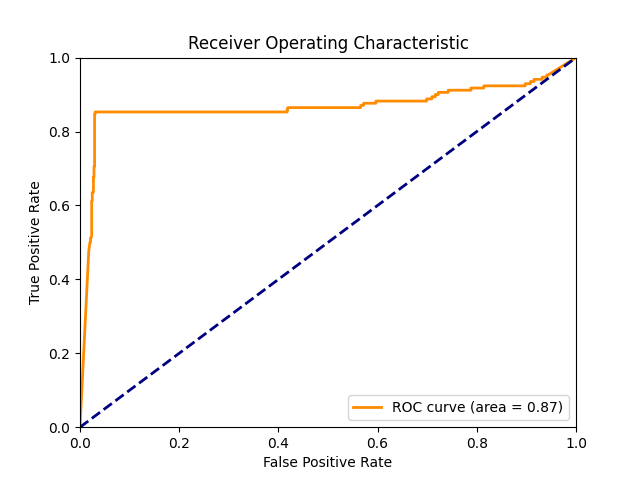 Receiver Operating Characteristic
1.0
0.8
0.6
0.4
0.2
0.0
True Positive Rate
ROC curve (area = 0.87)
0.0 0.2 0.4 0.6 0.8 1.0
False Positive Rate